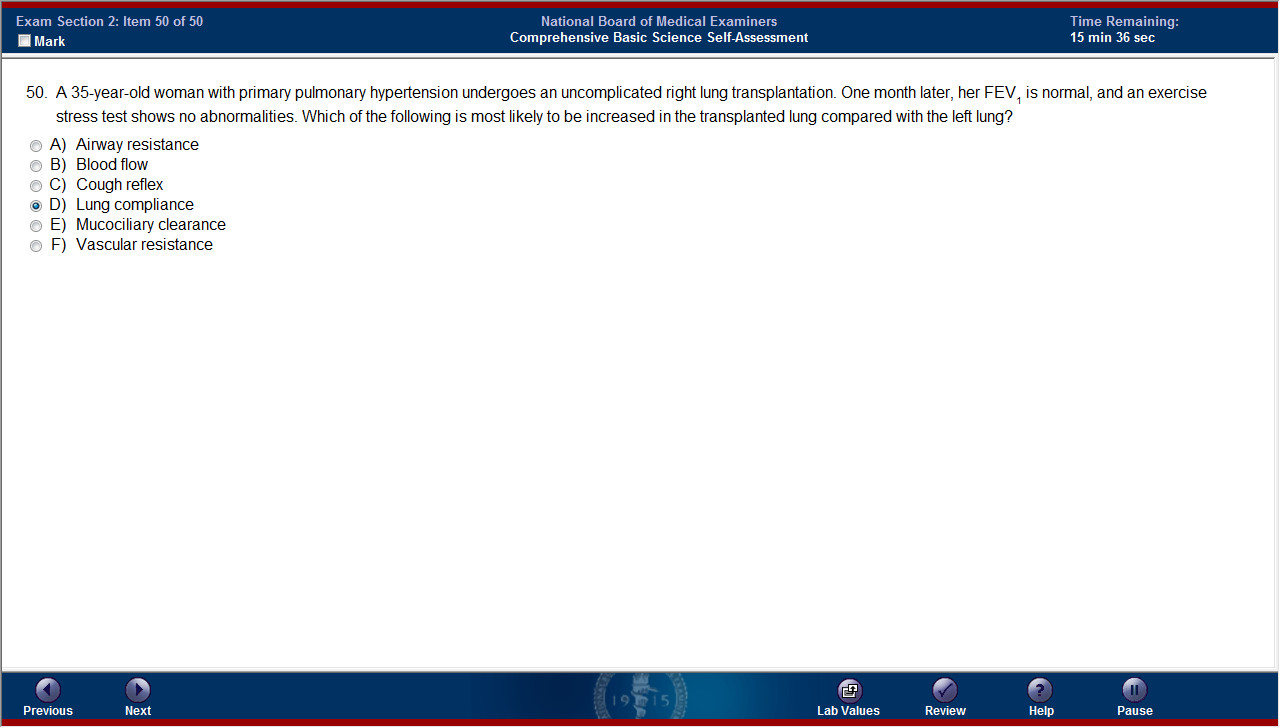 Exam Section 2: Item 50 of 50
National Board of Medical Examiners
Time Remaining:
Mark
Comprehensive Basic Science Self-Assessment
15 min 36 sec
50. A 35-year-old woman with primary pulmonary hypertension undergoes an uncomplicated right lung transplantation. One month later, her FEV1 is normal, and an exercise
stress test shows no abnormalities. Which of the following is most likely to be increased in the transplanted lung compared with the left lung?
A) Airway resistance
B) Blood flow
C) Cough reflex
D) Lung compliance
E) Mucociliary clearance
F) Vascular resistance
1915
Previous
Next
Lab Values
Review
Help
Pause